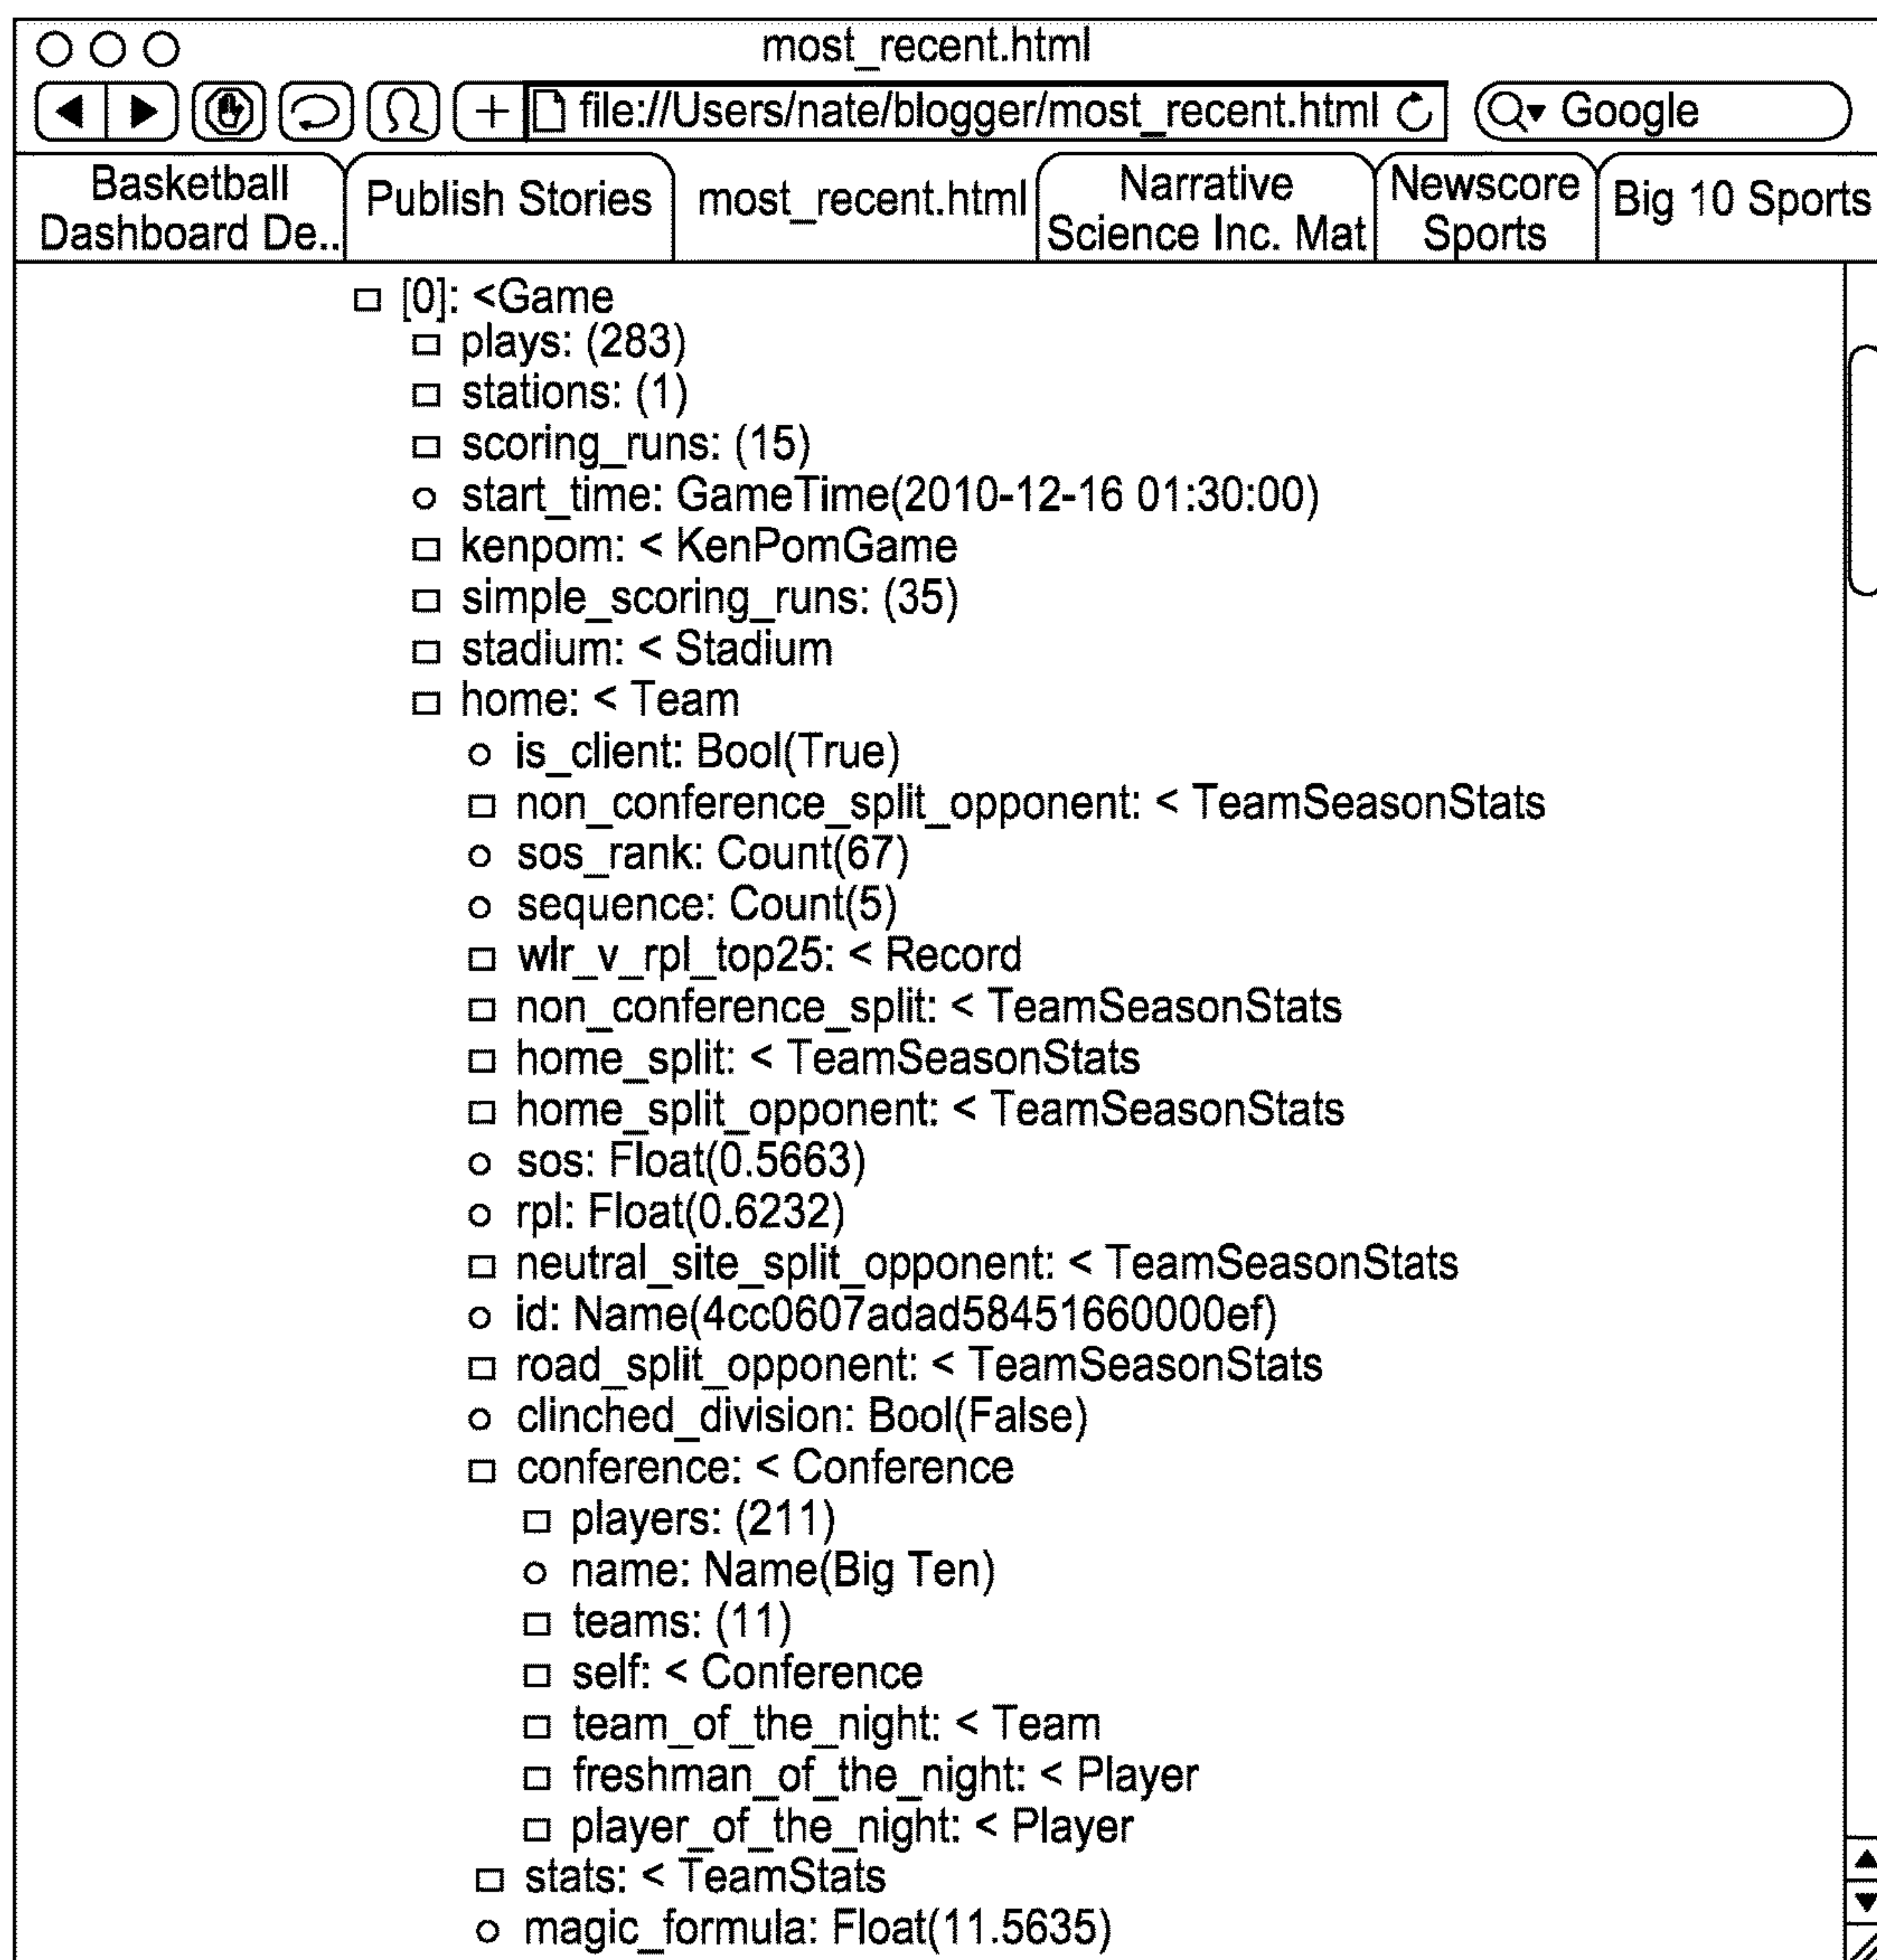 most_recent.html
+ file://Users/nate/blogger/most_recent.html Google
Basketball
Dashboard De..
Publish Stories
most_recent.html
Narrative
Science Inc. Mat
Newscore
Sports
Big 10 Sports
[0]: <Game
plays: (283)
stations: (1)
scoring_runs: (15)
start_time: GameTime(2010-12-16 01:30:00)
kenpom: < KenPomGame
simple_scoring_runs: (35)
stadium: < Stadium
home: < Team
is_client: Bool(True)
non_conference_split_opponent: < TeamSeasonStats
sos_rank: Count(67)
sequence: Count(5)
wlr_v_rpl_top25: < Record
non_conference_split: < TeamSeasonStats
home_split: < TeamSeasonStats
home_split_opponent: < TeamSeasonStats
sos: Float(0.5663)
rpl: Float(0.6232)
neutral_site_split_opponent: < TeamSeasonStats
id: Name(4cc0607adad58451660000ef)
road_split_opponent: < TeamSeasonStats
clinched_division: Bool(False)
conference: < Conference
players: (211)
name: Name(Big Ten)
teams: (11)
self: < Conference
team_of_the_night: < Team
freshman_of_the_night: < Player
player_of_the_night: < Player
stats: < TeamStats
magic_formula: Float(11.5635)